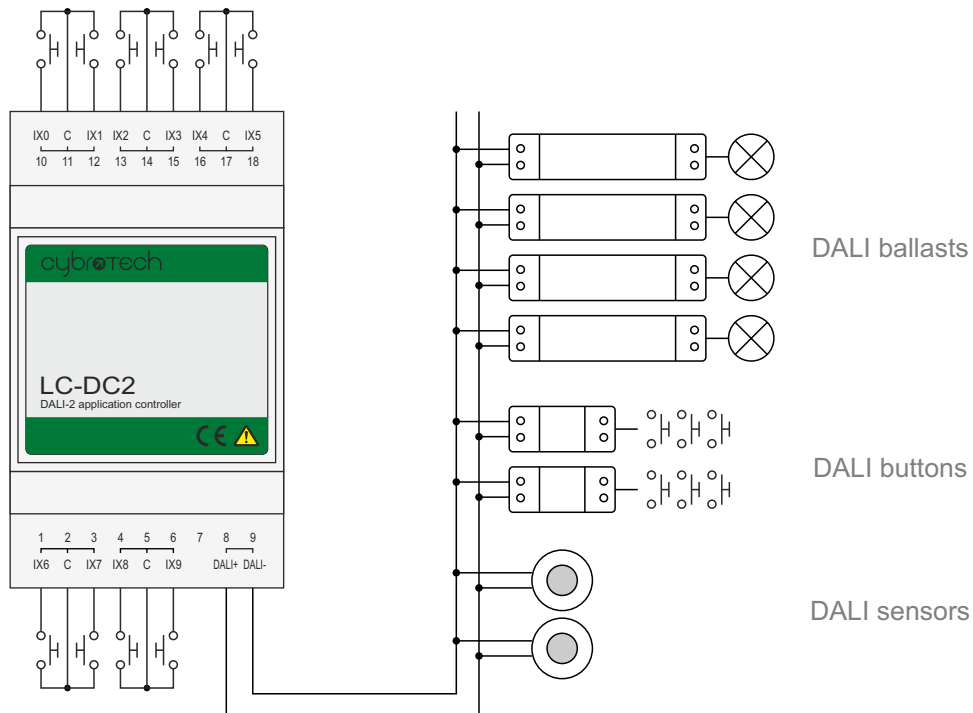 IX0 C IX1 IX2 C IX3 IX4 C IX5
10 11 12 13 14 15 16 17 18
cybrotech
LC-DC2
DALI-2 application controller
CE
1 2 3 4 5 6 7 8 9
IX6 C IX7 IX8 C IX9 DALI+ DALI-
DALI ballasts
DALI buttons
DALI sensors